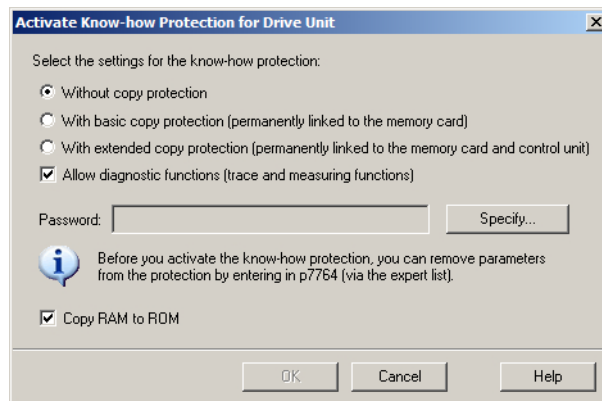 Activate Know-how Protection for Drive Unit
Select the settings for the know-how protection:
Without copy protection
With basic copy protection (permanently linked to the memory card)
With extended copy protection (permanently linked to the memory card and control unit)
Allow diagnostic functions (trace and measuring functions)
Password:
Specify...
Before you activate the know-how protection, you can remove parameters
from the protection by entering in p7764 (via the expert list).
Copy RAM to ROM
OK
Cancel
Help